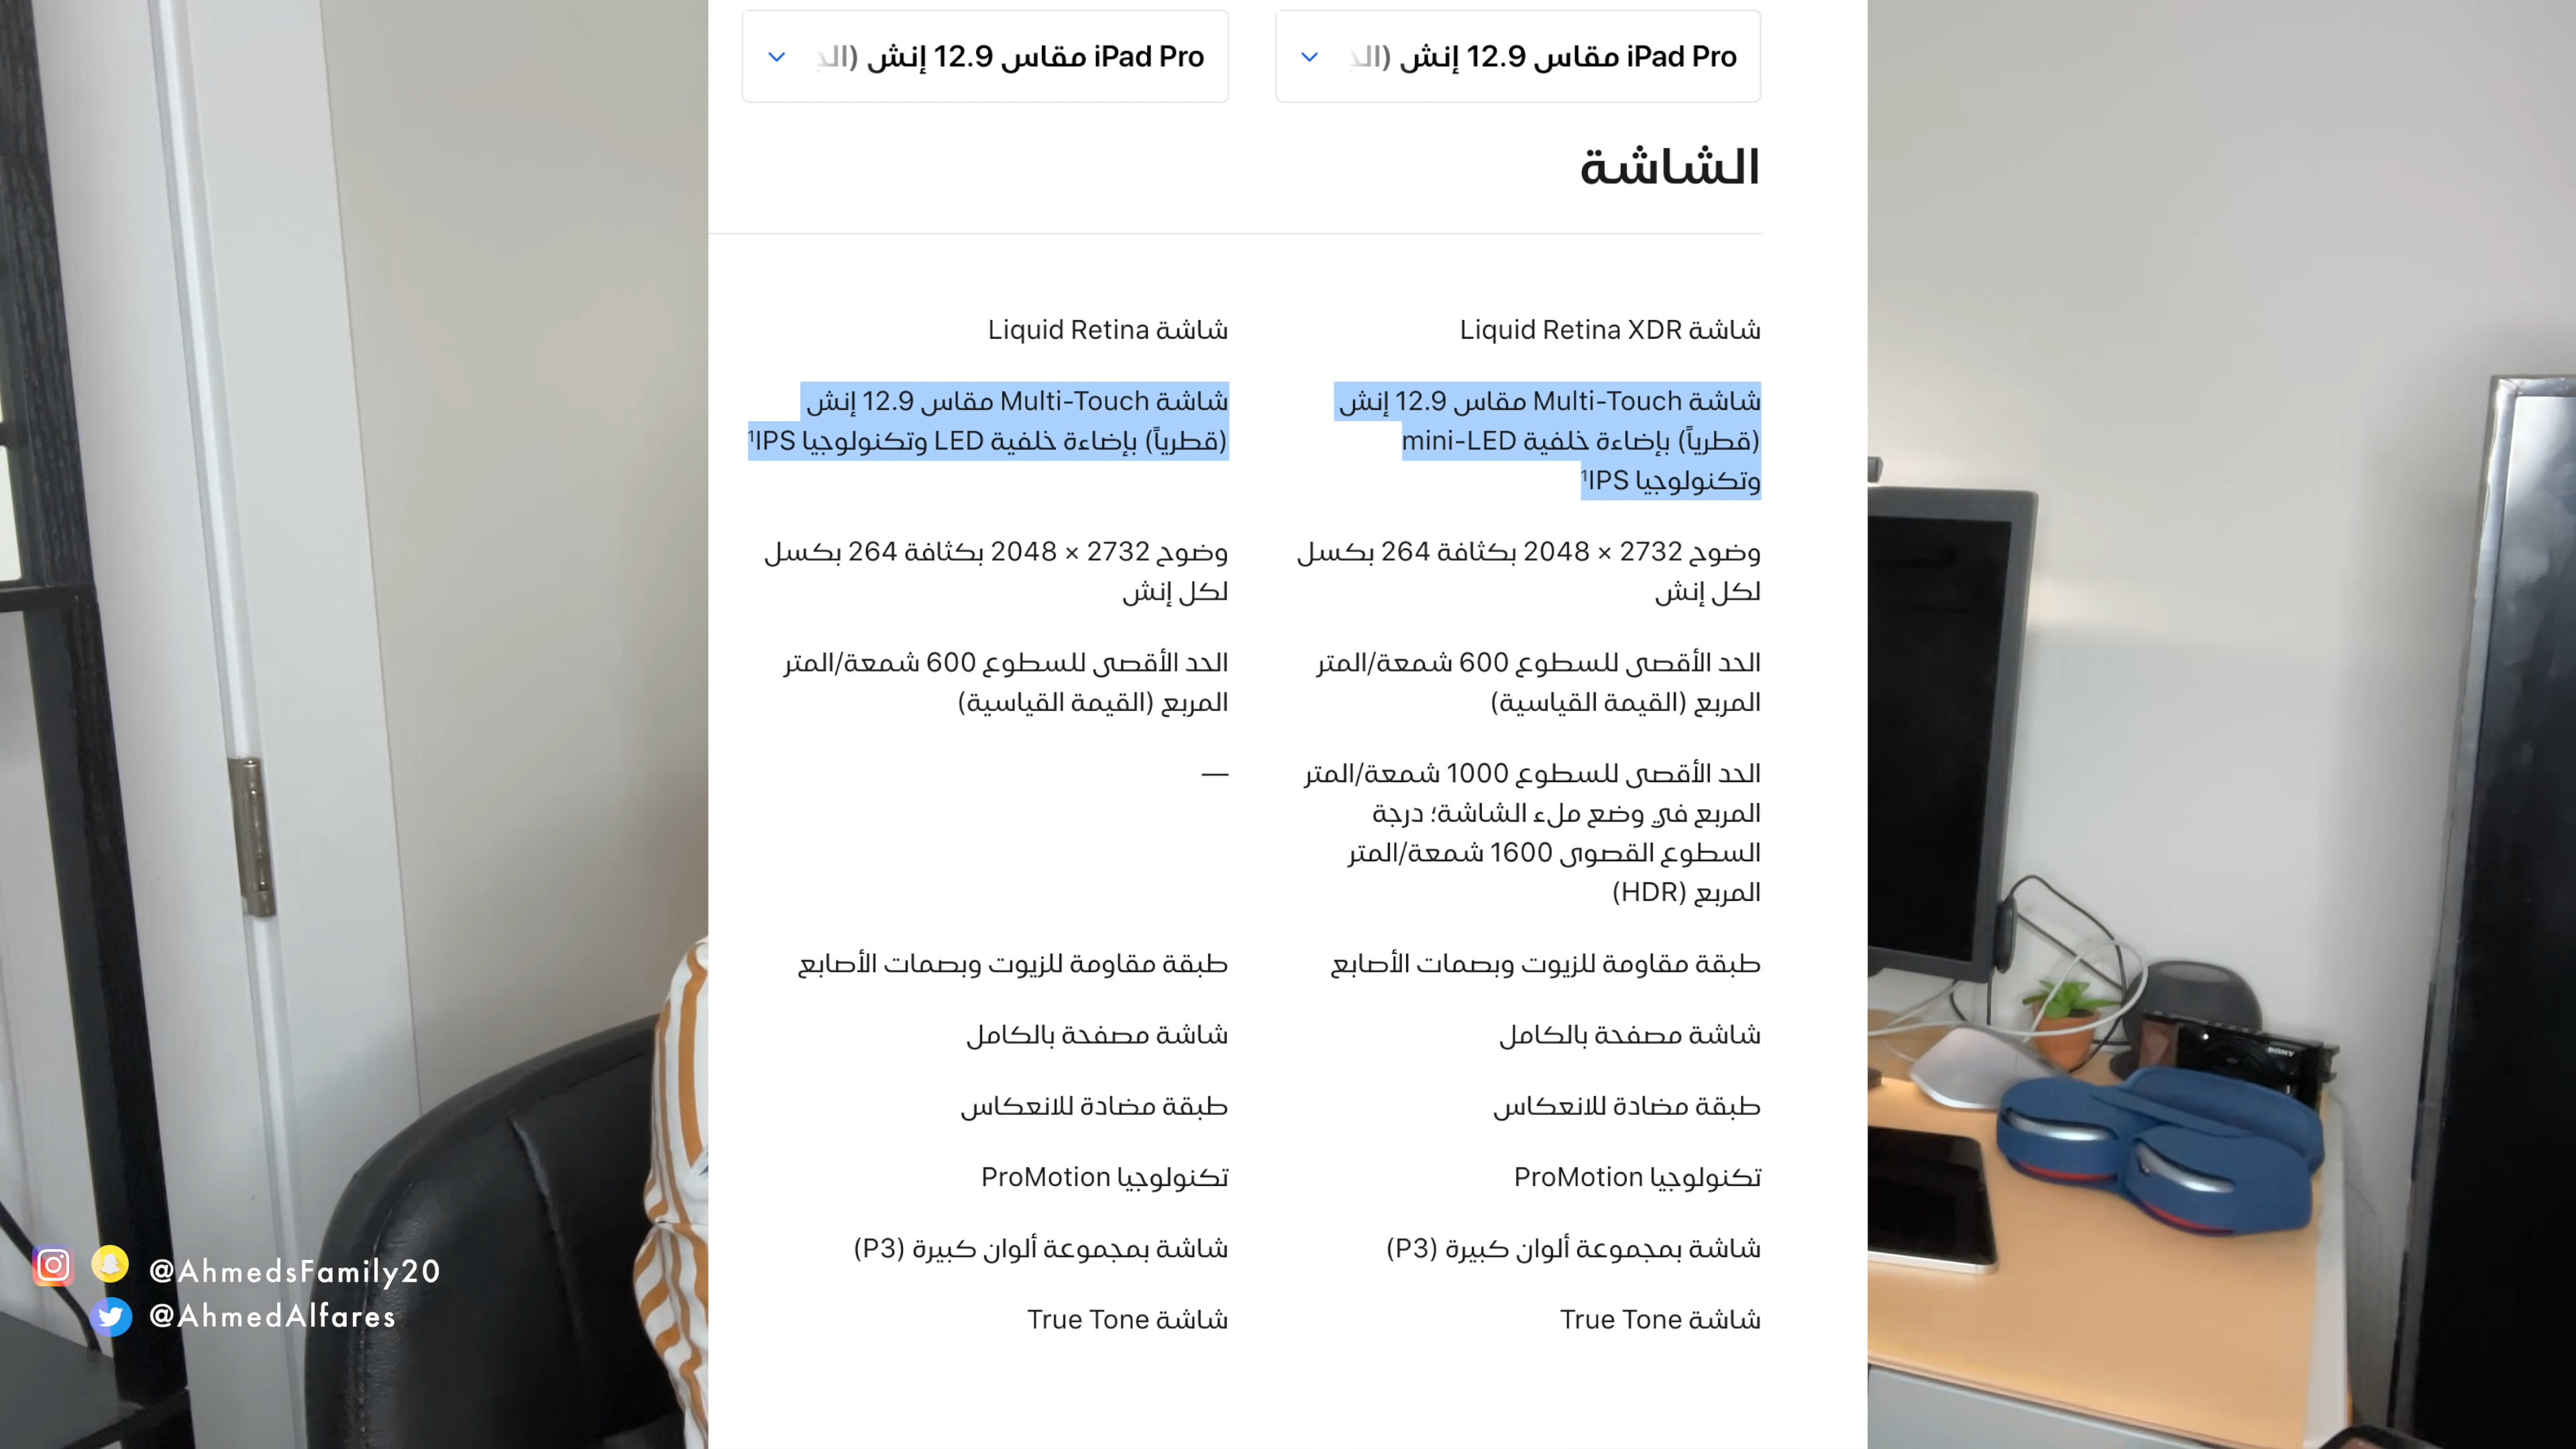 iPad Pro مقاس 12.9 إنش
iPad Pro مقاس 12.9 إنش
الشاشة
شاشة Liquid Retina XDR
شاشة Multi-Touch مقاس 12.9 إنش
(قطرياً) بإضاءة خلفية mini-LED
وتكنولوجيا IPS¹
وضوح 2732 × 2048 بكثافة 264 بكسل
لكل إنش
الحد الأقصى للسطوع 600 شمعة/المتر
المربع (القيمة القياسية)
الحد الأقصى للسطوع 1000 شمعة/المتر
المربع في وضع ملء الشاشة؛ درجة
السطوع القصوى 1600 شمعة/المتر
المربع (HDR)
طبقة مقاومة للزيوت وبصمات الأصابع
شاشة مصفحة بالكامل
طبقة مضادة للانعكاس
تكنولوجيا ProMotion
شاشة بمجموعة ألوان كبيرة (P3)
شاشة True Tone
شاشة Liquid Retina
شاشة Multi-Touch مقاس 12.9 إنش
(قطرياً) بإضاءة خلفية LED وتكنولوجيا IPS¹
وضوح 2732 × 2048 بكثافة 264 بكسل
لكل إنش
الحد الأقصى للسطوع 600 شمعة/المتر
المربع (القيمة القياسية)
—
طبقة مقاومة للزيوت وبصمات الأصابع
شاشة مصفحة بالكامل
طبقة مضادة للانعكاس
تكنولوجيا ProMotion
شاشة بمجموعة ألوان كبيرة (P3)
شاشة True Tone
SONY
@AhmedsFamily20
@AhmedAlfares